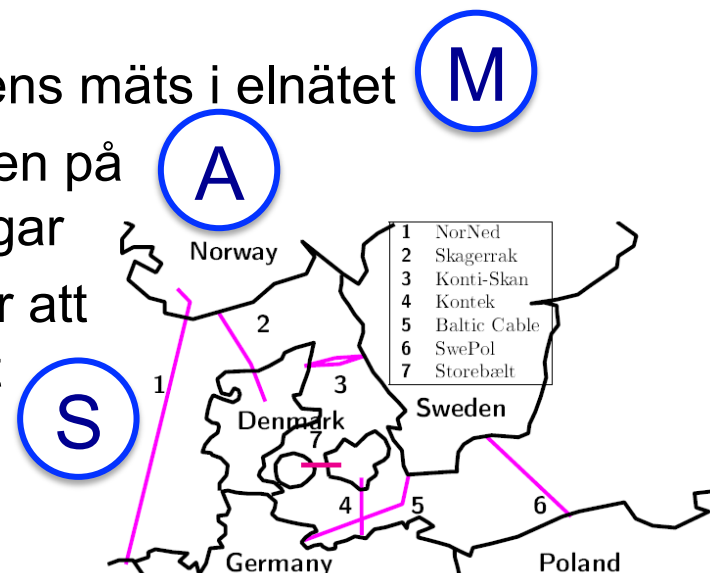 ens mäts i elnätet M
en på A
gar
r att
S
Norway
1 NorNed
2 Skagerrak
3 Konti-Skan
4 Kontek
5 Baltic Cable
6 SwePol
7 Storebælt
2
1
3
Denmark
Sweden
7
4
5
6
Germany
Poland